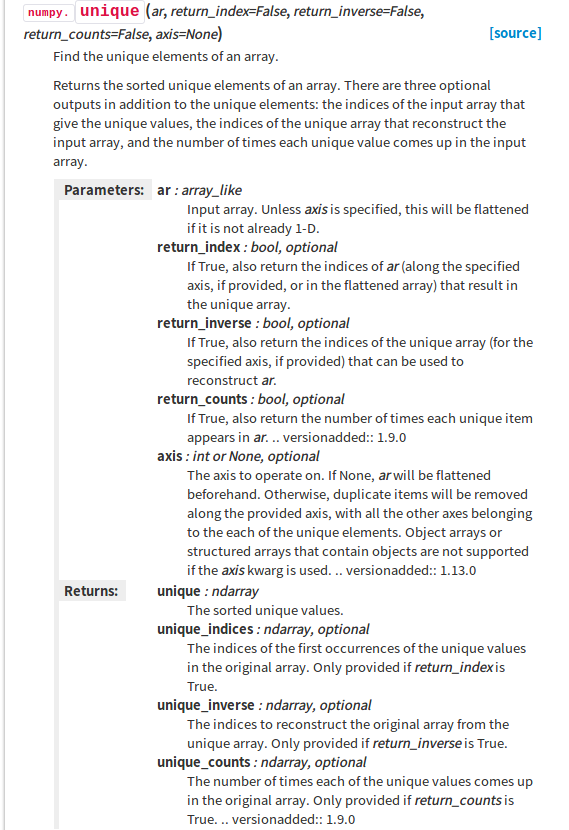 numpy. unique (ar, return_index=False, return_inverse=False,
return_counts=False, axis=None) [source]
Find the unique elements of an array.
Returns the sorted unique elements of an array. There are three optional
outputs in addition to the unique elements: the indices of the input array that
give the unique values, the indices of the unique array that reconstruct the
input array, and the number of times each unique value comes up in the input
array.
Parameters: ar : array_like
Input array. Unless axis is specified, this will be flattened
if it is not already 1-D.
return_index : bool, optional
If True, also return the indices of ar (along the specified
axis, if provided, or in the flattened array) that result in
the unique array.
return_inverse : bool, optional
If True, also return the indices of the unique array (for the
specified axis, if provided) that can be used to
reconstruct ar.
return_counts : bool, optional
If True, also return the number of times each unique item
appears in ar. .. versionadded:: 1.9.0
axis : int or None, optional
The axis to operate on. If None, ar will be flattened
beforehand. Otherwise, duplicate items will be removed
along the provided axis, with all the other axes belonging
to the each of the unique elements. Object arrays or
structured arrays that contain objects are not supported
if the axis kwarg is used. .. versionadded:: 1.13.0
Returns: unique : ndarray
The sorted unique values.
unique_indices : ndarray, optional
The indices of the first occurrences of the unique values
in the original array. Only provided if return_index is
True.
unique_inverse : ndarray, optional
The indices to reconstruct the original array from the
unique array. Only provided if return_inverse is True.
unique_counts : ndarray, optional
The number of times each of the unique values comes up
in the original array. Only provided if return_counts is
True. .. versionadded:: 1.9.0